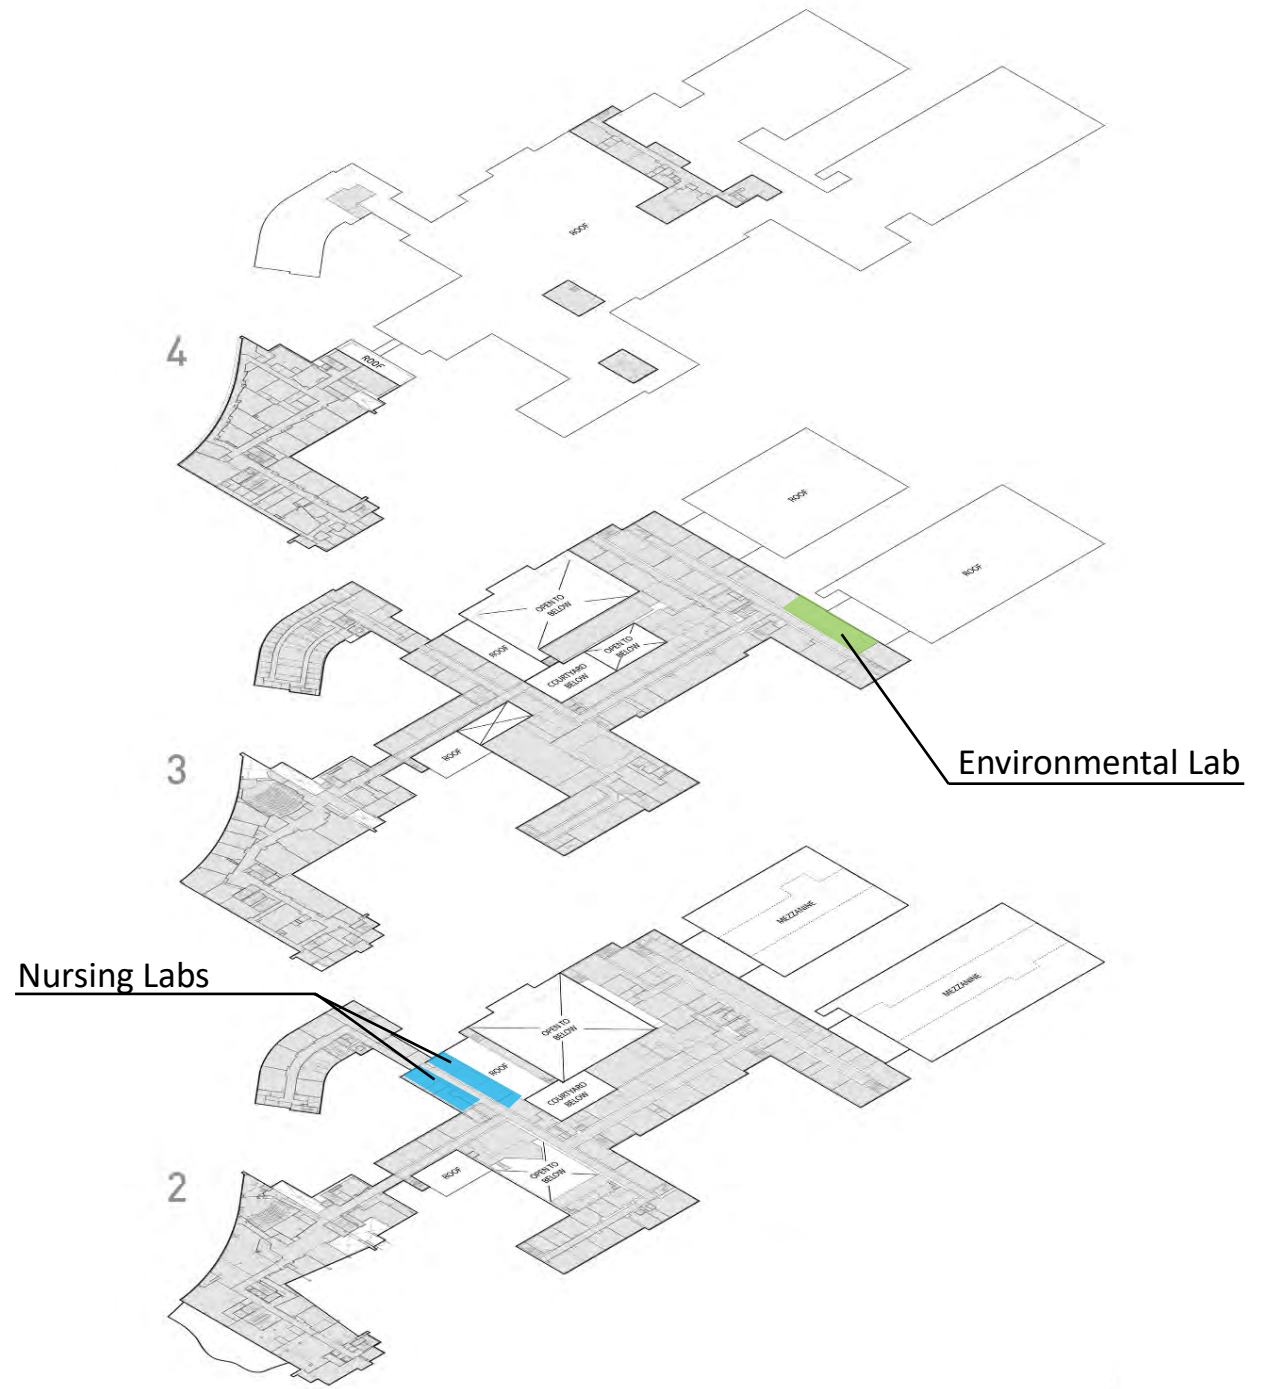 ROOF
4
ROOF
ROOF
ROOF
OPEN TO
BELOW
OPEN TO
BELOW
ROOF
COURTYARD
BELOW
ROOF
3
Environmental Lab
MEZZANINE
Nursing Labs
MEZZANINE
OPEN TO
BELOW
ROOF
COURTYARD
BELOW
2
ROOF
OPEN TO
BELOW